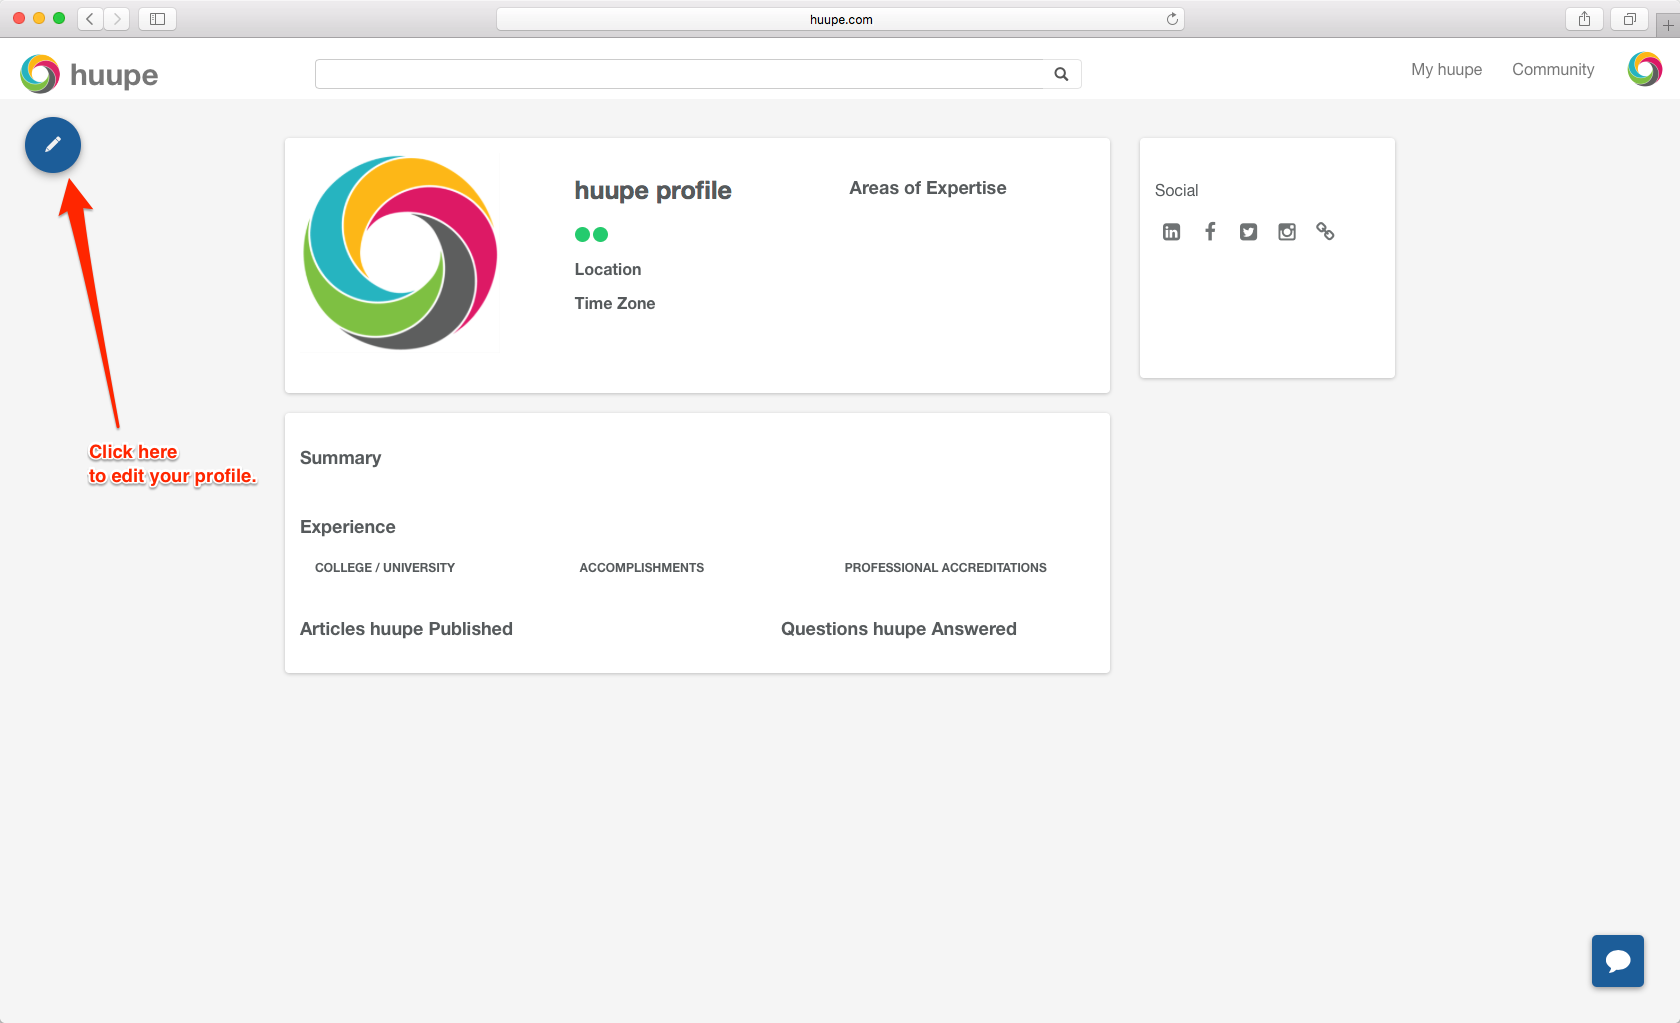 huupe.com
huupe
My huupe
Community
huupe profile
Areas of Expertise
Location
Time Zone
Social
Click here
to edit your profile.
Summary
Experience
COLLEGE / UNIVERSITY
ACCOMPLISHMENTS
PROFESSIONAL ACCREDITATIONS
Articles huupe Published
Questions huupe Answered